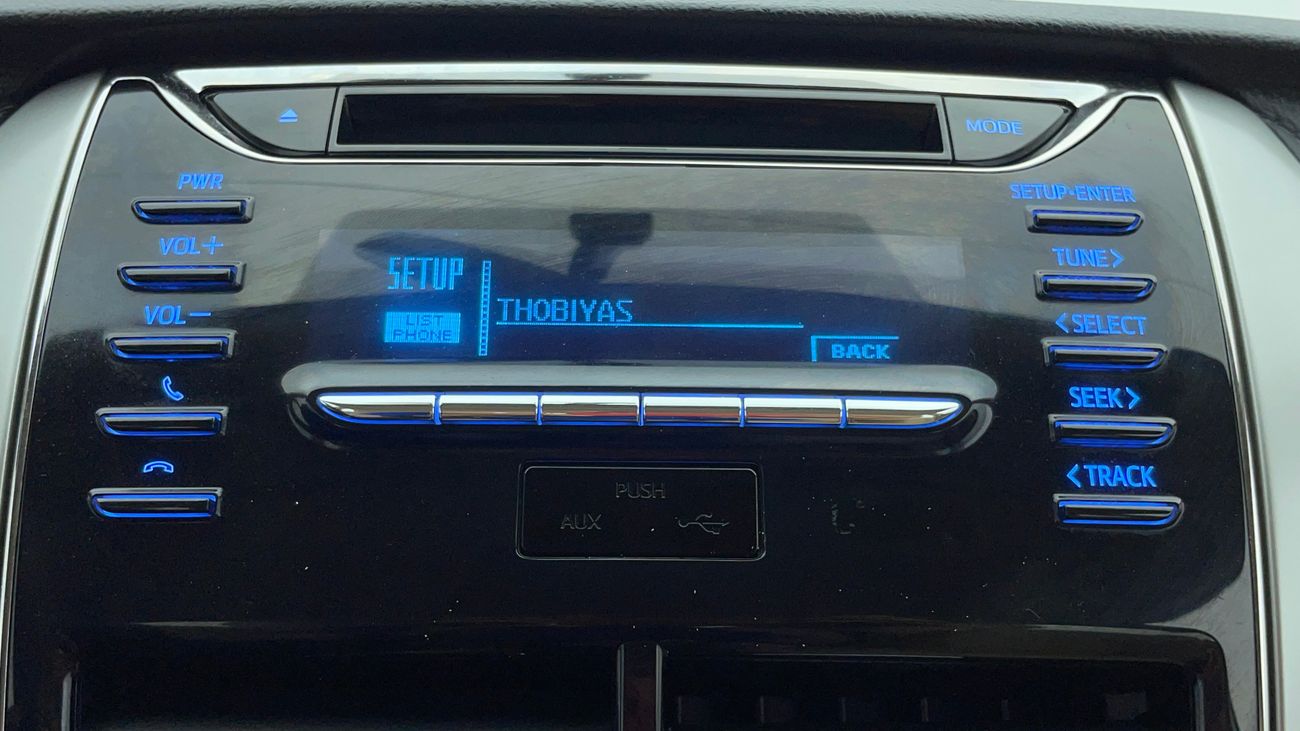 MODE
PWR
VOL+
VOL-
SETUP•ENTER
TUNE>
<SELECT
SEEK>
<TRACK
SETUP
LIST
PHONE
THOBIYAS
BACK
PUSH
AUX